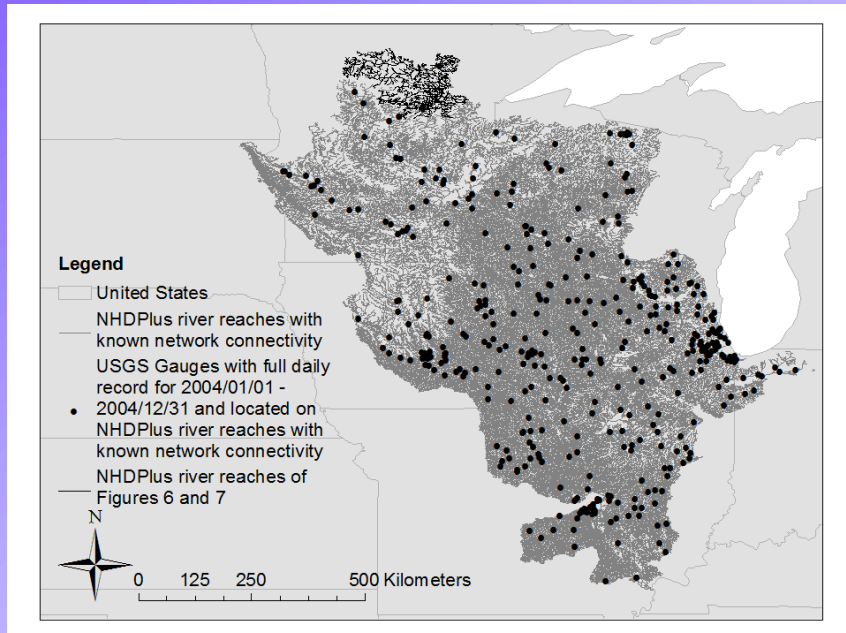 Legend
United States
NHDPlus river reaches with
known network connectivity
USGS Gauges with full daily
record for 2004/01/01 -
2004/12/31 and located on
NHDPlus river reaches with
known network connectivity
NHDPlus river reaches of
Figures 6 and 7
N
0 125 250 500 Kilometers